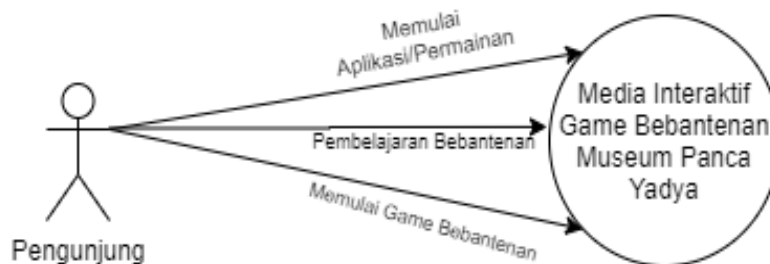 Memulai
Aplikasi/Permainan
Pembelajaran Bebantenan
Memulai Game Bebantenan
Pengunjung
Media Interaktif
Game Bebantenan
Museum Panca
Yadya